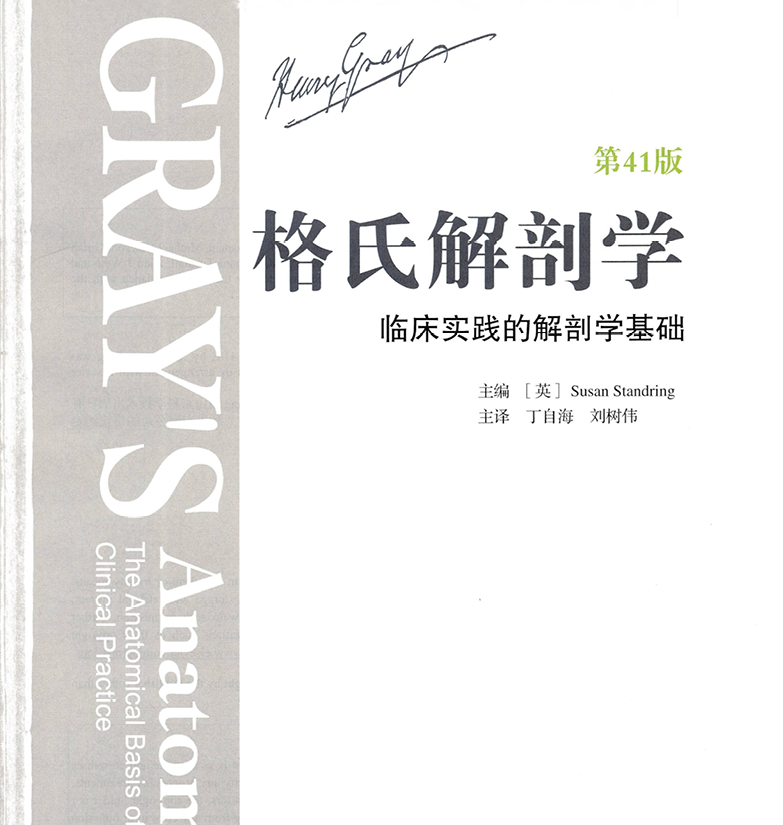 Henry Gray
第41版
格氏解剖学
临床实践的解剖学基础
主编 [英] Susan Standring
主译 丁自海 刘树伟
GRAY'S Anatom
The Anatomical Basis of
Clinical Practice